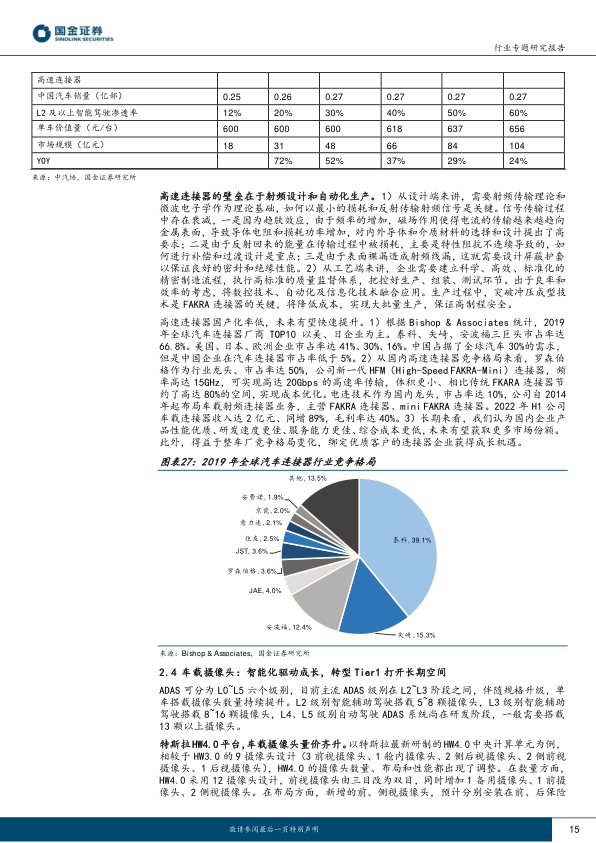 国金证券
SINOLINK SECURITIES
行业专题研究报告
高速连接器
中国汽车销量（亿部） 0.25 0.26 0.27 0.27 0.27 0.27
L2及以上智能驾驶渗透率 12% 20% 30% 40% 50% 60%
单车价值量（元/台） 600 600 600 618 637 656
市场规模（亿元） 18 31 48 66 84 104
YOY 72% 52% 37% 29% 24%
来源：中汽协，国金证券研究所
高速连接器的壁垒在于射频设计和自动化生产。1）从设计端来讲，需要射频传输理论和
微波电子学作为理论基础，如何以最小的损耗和反射传输射频信号是关键。信号传输过程
中存在衰减，一是因为趋肤效应，由于频率的增加，磁场作用使得电流的传输越来越趋向
金属表面，导致导体电阻和损耗功率增加，对内外导体和介质材料的选择和设计提出了高
要求；二是由于反射回来的能量在传输过程中被损耗，主要是特性阻抗不连续导致的，如
何进行补偿和过渡设计是重点；三是由于表面裸漏造成射频线漏，这就需要设计屏蔽护套
以保证良好的密封和绝缘性能。2）从工艺端来讲，企业需要建立科学、高效、标准化的
精密制造流程，执行高标准的质量监督体系，把控好生产、组装、测试环节。出于良率和
效率的考虑，将数控技术、自动化及信息化技术融合应用。生产过程中，突破冲压成型技
术是 FAKRA 连接器的关键，将降低成本，实现大批量生产，保证高制程安全。
高速连接器国产化率低，未来有望快速提升。1）根据 Bishop & Associates 统计，2019
年全球汽车连接器厂商 TOP10 以美、日企业为主。泰科、矢崎、安波福三巨头市占率达
66.8%。美国、日本、欧洲企业市占率达 41%、30%、16%。中国占据了全球汽车 30%的需求，
但是中国企业在汽车连接器市占率低于 5%。2）从国内高速连接器竞争格局来看，罗森伯
格作为行业龙头、市占率达 50%，公司新一代 HFM（High-Speed FAKRA-Mini）连接器，频
率高达 15GHz，可实现高达 20Gbps 的高速率传输，体积更小、相比传统 FKARA 连接器节
约了高达 80%的空间，实现成本优化。电连技术作为国内龙头，市占率达 10%，公司自 2014
年起布局车载射频连接器业务，主营 FAKRA 连接器、mini FAKRA 连接器。2022 年 H1 公司
车载连接器收入达 2 亿元、同增 89%，毛利率达 40%。3）长期来看，我们认为国内企业产
品性能优质、研发速度更佳、服务能力更佳、综合成本更低，未来有望获取更多市场份额。
此外，得益于整车厂竞争格局变化，绑定优质客户的连接器企业获得成长机遇。
图表27：2019 年全球汽车连接器行业竞争格局
其他，13.5%
安费诺，1.9%
京瓷，2.0%
意力速，2.1%
住友，2.5%
JST，3.6%
罗森伯格，3.6%
JAE，4.0%
安波福，12.4%
矢崎，15.3%
泰科，39.1%
来源：Bishop & Associates，国金证券研究所
2.4 车载摄像头：智能化驱动成长，转型 Tier1 打开长期空间
ADAS 可分为 L0~L5 六个级别，目前主流 ADAS 级别在 L2~L3 阶段之间，伴随规格升级，单
车搭载摄像头数量持续提升。L2 级别智能辅助驾驶搭载 5~8 颗摄像头，L3 级别智能辅助
驾驶搭载 8~16 颗摄像头，L4、L5 级别自动驾驶 ADAS 系统尚在研发阶段，一般需要搭载
13 颗以上摄像头。
特斯拉HW4.0平台，车载摄像头量价齐升。以特斯拉最新研制的HW4.0中央计算单元为例，
相较于 HW3.0 的 9 摄像头设计（3 前视摄像头、1 舱内摄像头、2 侧后视摄像头、2 侧前视
摄像头、1 后视摄像头），HW4.0 的摄像头数量、布局和性能都出现了调整。在数量方面，
HW4.0 采用 12 摄像头设计，前视摄像头由三目改为双目，同时增加 1 备用摄像头、1 前摄
像头、2 侧视摄像头。在布局方面，新增的前、侧视摄像头，预计分别安装在前、后保险
敬请参阅最后一页特别声明
15